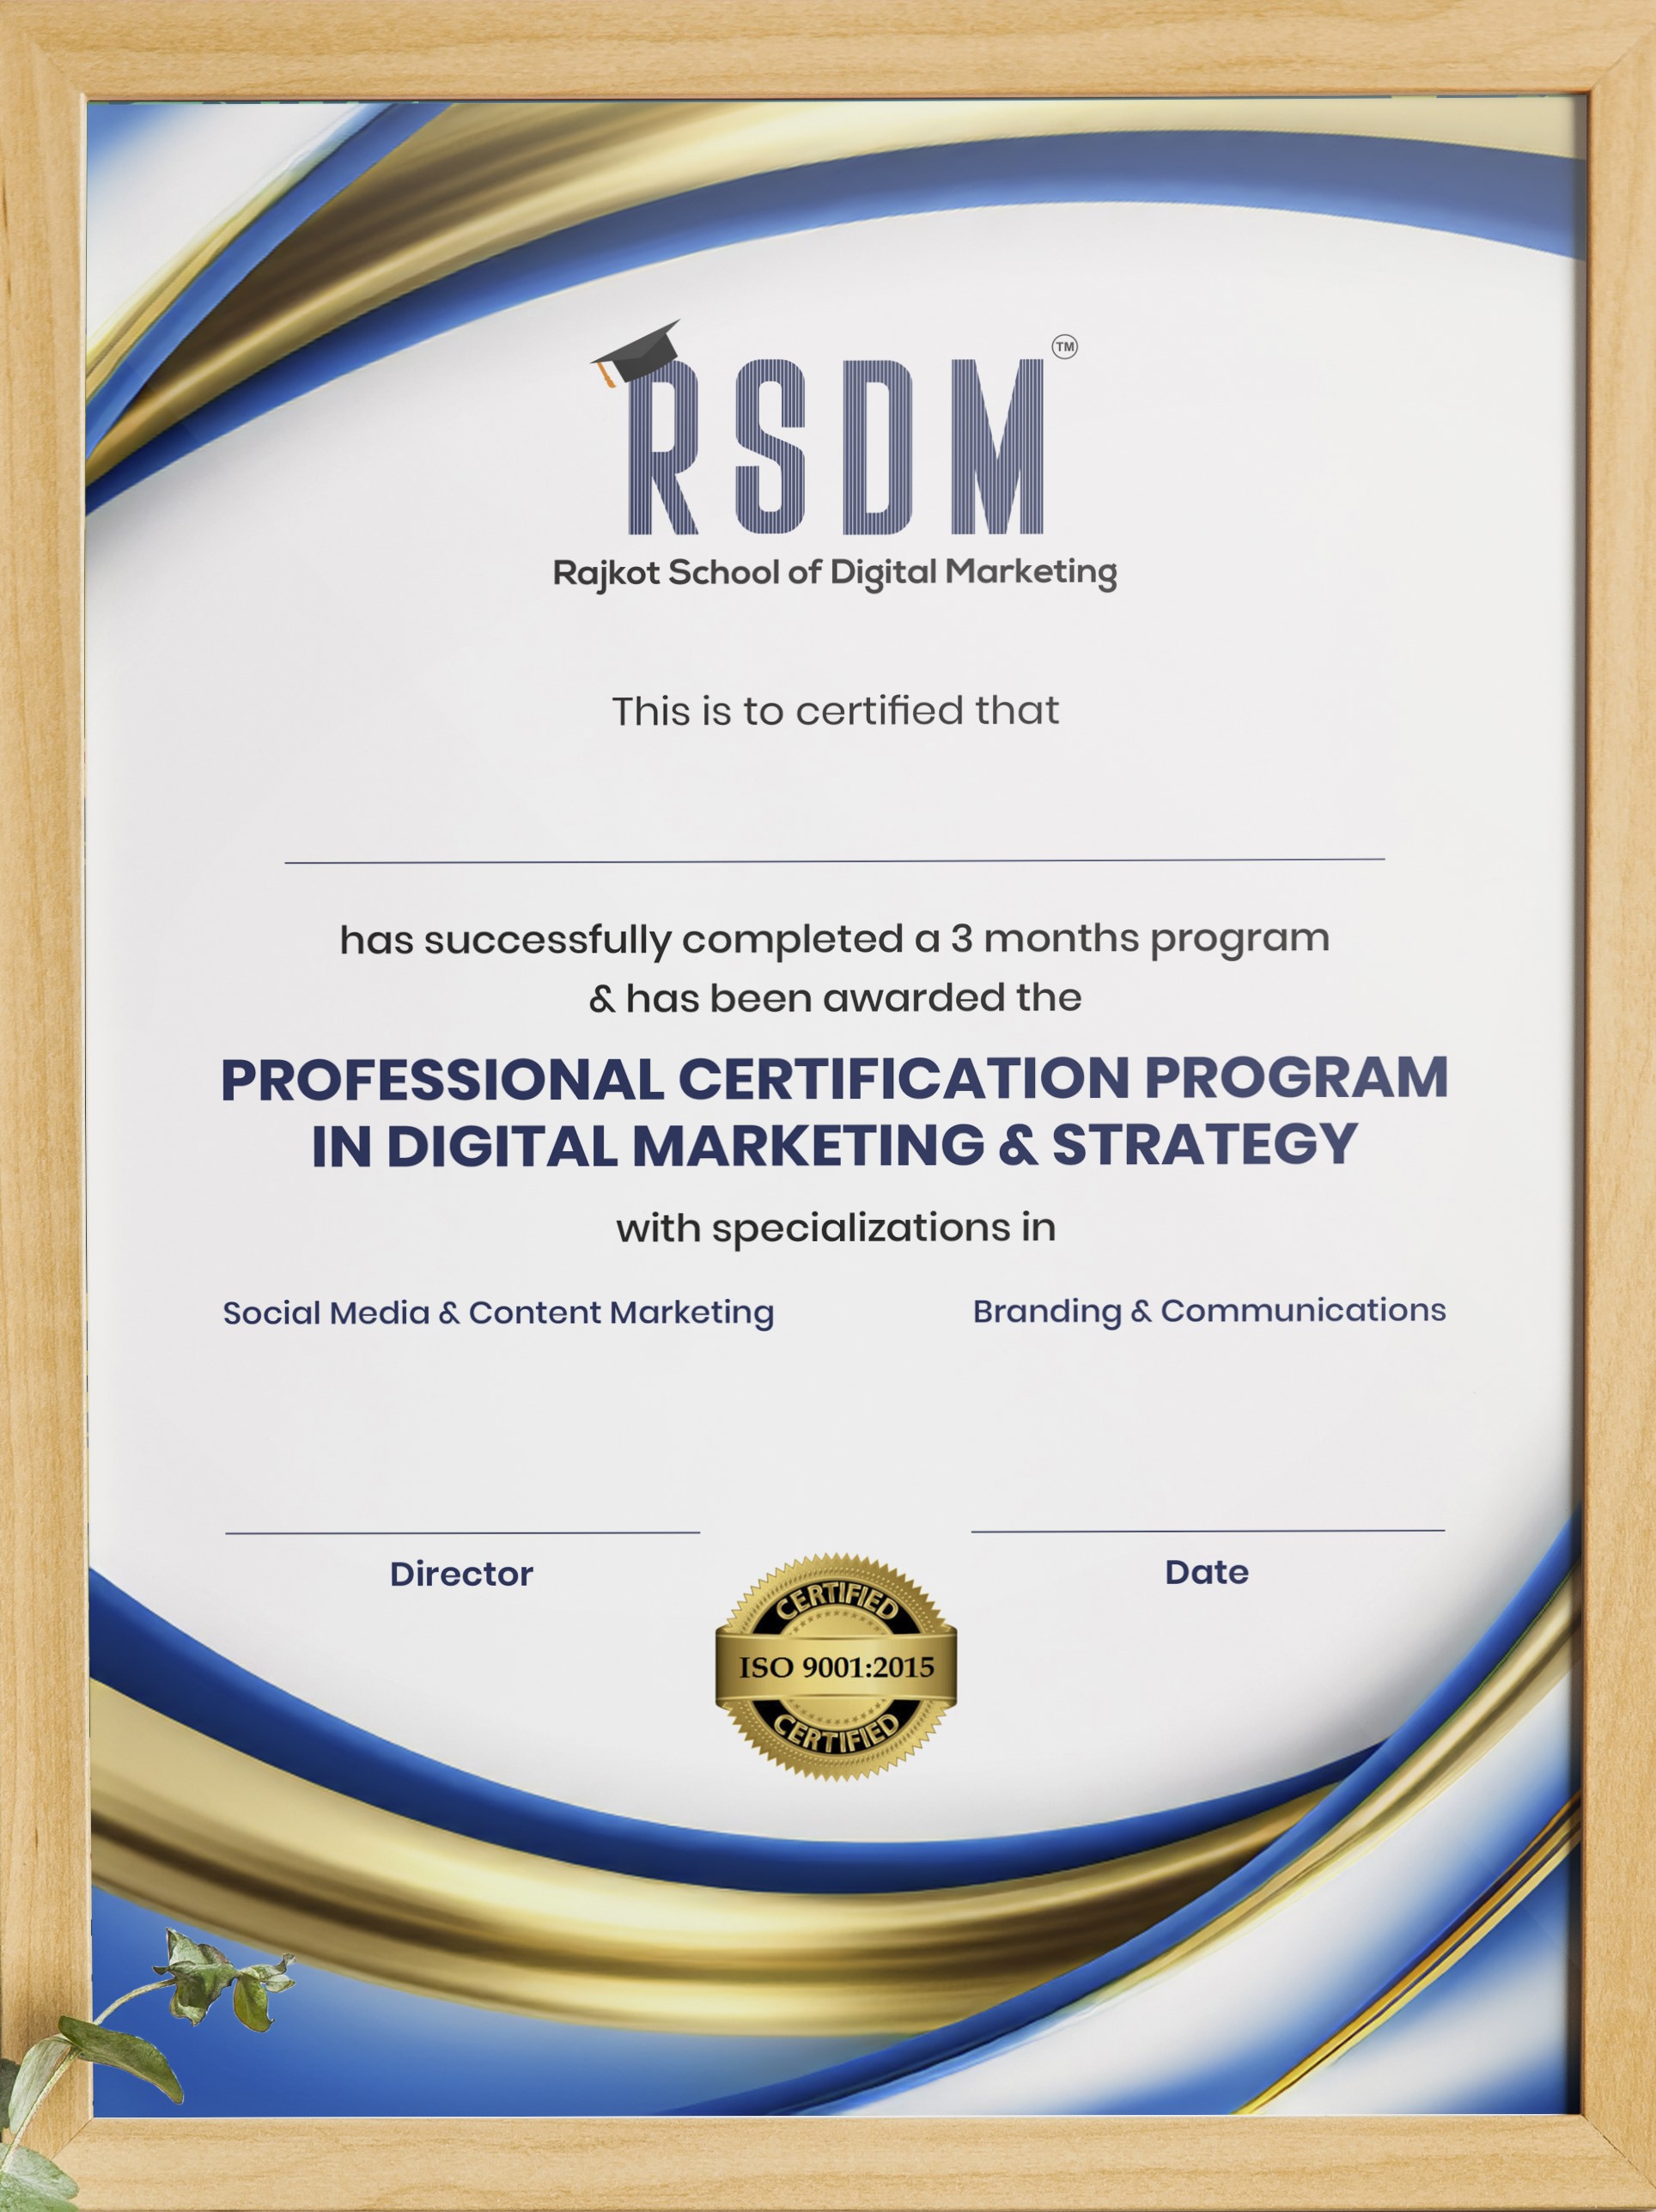 RSDM
TM
Rajkot School of Digital Marketing
This is to certified that
has successfully completed a 3 months program
& has been awarded the
PROFESSIONAL CERTIFICATION PROGRAM
IN DIGITAL MARKETING & STRATEGY
with specializations in
Social Media & Content Marketing
Branding & Communications
Director
Date
CERTIFIED
ISO 9001:2015
CERTIFIED